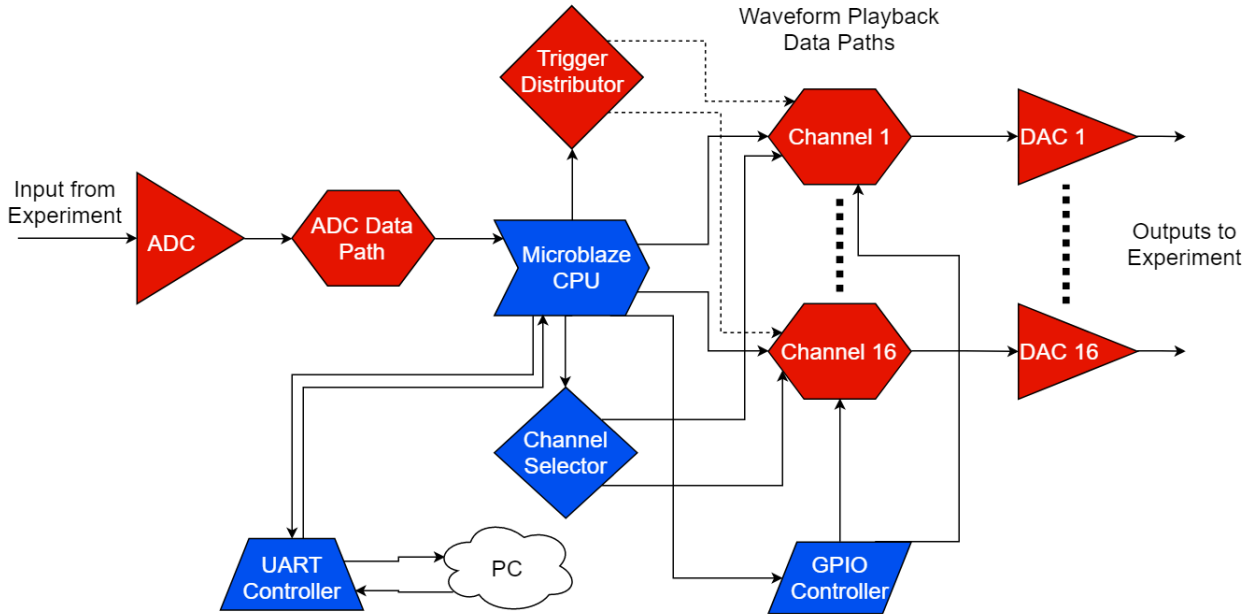 Waveform Playback
Data Paths
Trigger
Distributor
Channel 1
DAC 1
Input from
Experiment
ADC
ADC Data
Path
Microblaze
CPU
Outputs to
Experiment
Channel 16
DAC 16
Channel
Selector
UART
Controller
PC
GPIO
Controller